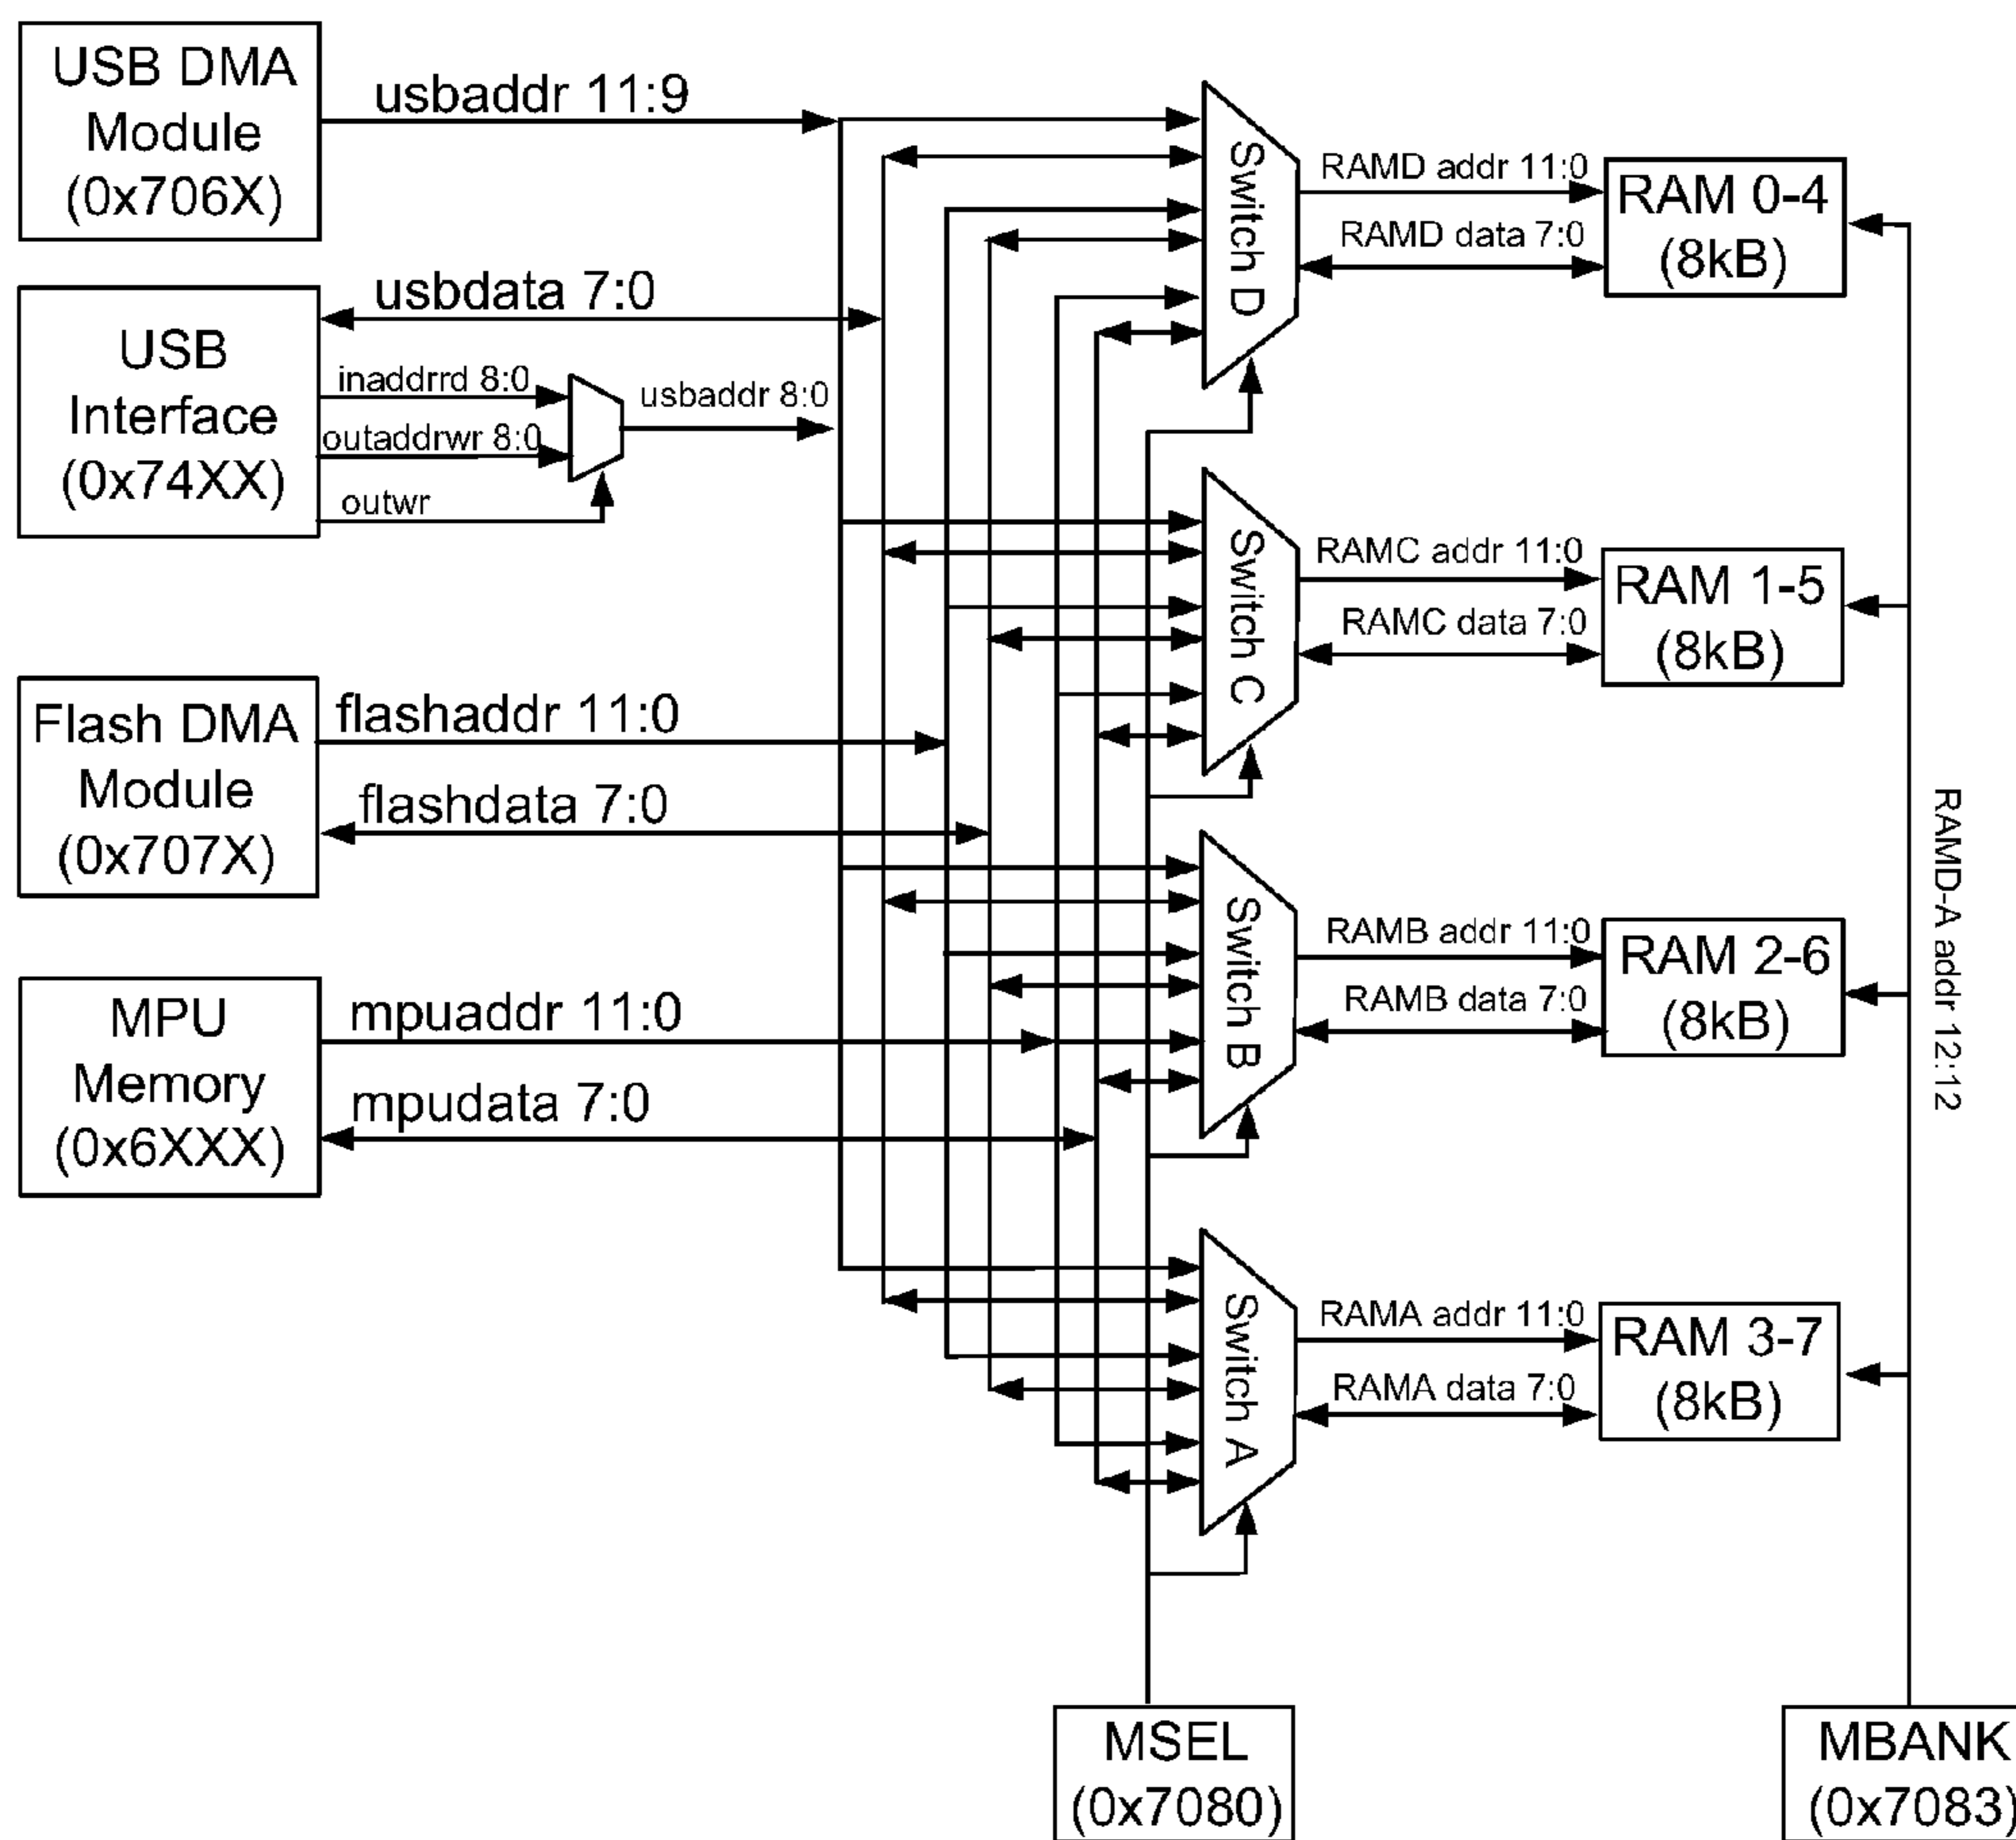 USB DMA
Module
(0x706X)
usbaddr 11:9
USB
Interface
(0x74XX)
usbdata 7:0
inaddrrd 8:0
outaddrwr 8:0
outwr
usbaddr 8:0
Flash DMA
Module
(0x707X)
flashaddr 11:0
flashdata 7:0
MPU
Memory
(0x6XXX)
mpuaddr 11:0
mpudata 7:0
Switch D
RAMD addr 11:0
RAMD data 7:0
RAM 0-4
(8kB)
Switch C
RAMC addr 11:0
RAMC data 7:0
RAM 1-5
(8kB)
Switch B
RAMB addr 11:0
RAMB data 7:0
RAM 2-6
(8kB)
Switch A
RAMA addr 11:0
RAMA data 7:0
RAM 3-7
(8kB)
RAMD-A addr 12:12
MSEL
(0x7080)
MBANK
(0x7083)